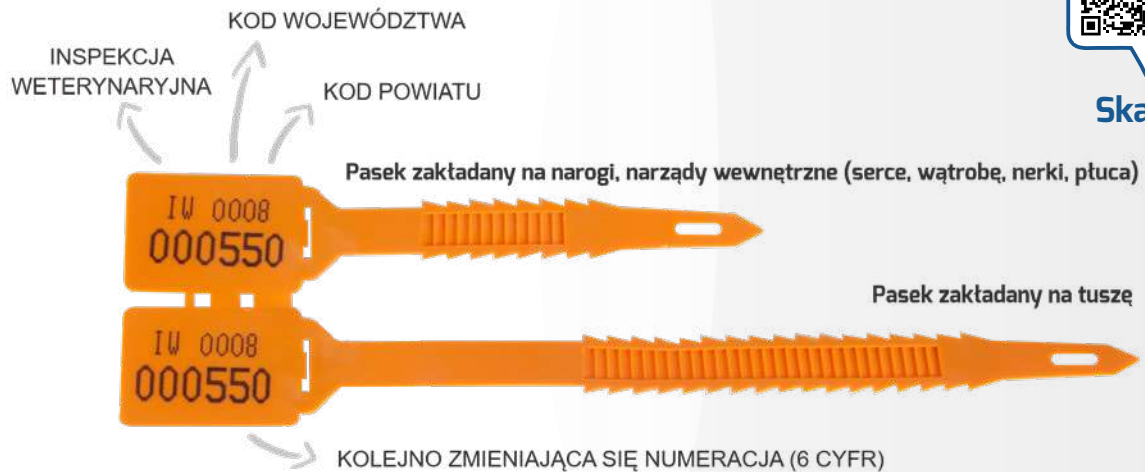 KOD WOJEWÓDZTWA
INSPEKCJA
WETERYNARYJNA
KOD POWIATU
Pasek zakładany na narogi, narządy wewnętrzne (serce, wątrobę, nerki, płuca)
IW 0008
000550
Pasek zakładany na tuszę
IW 0008
000550
KOLEJNO ZMIENIAJĄCA SIĘ NUMERACJA (6 CYFR)